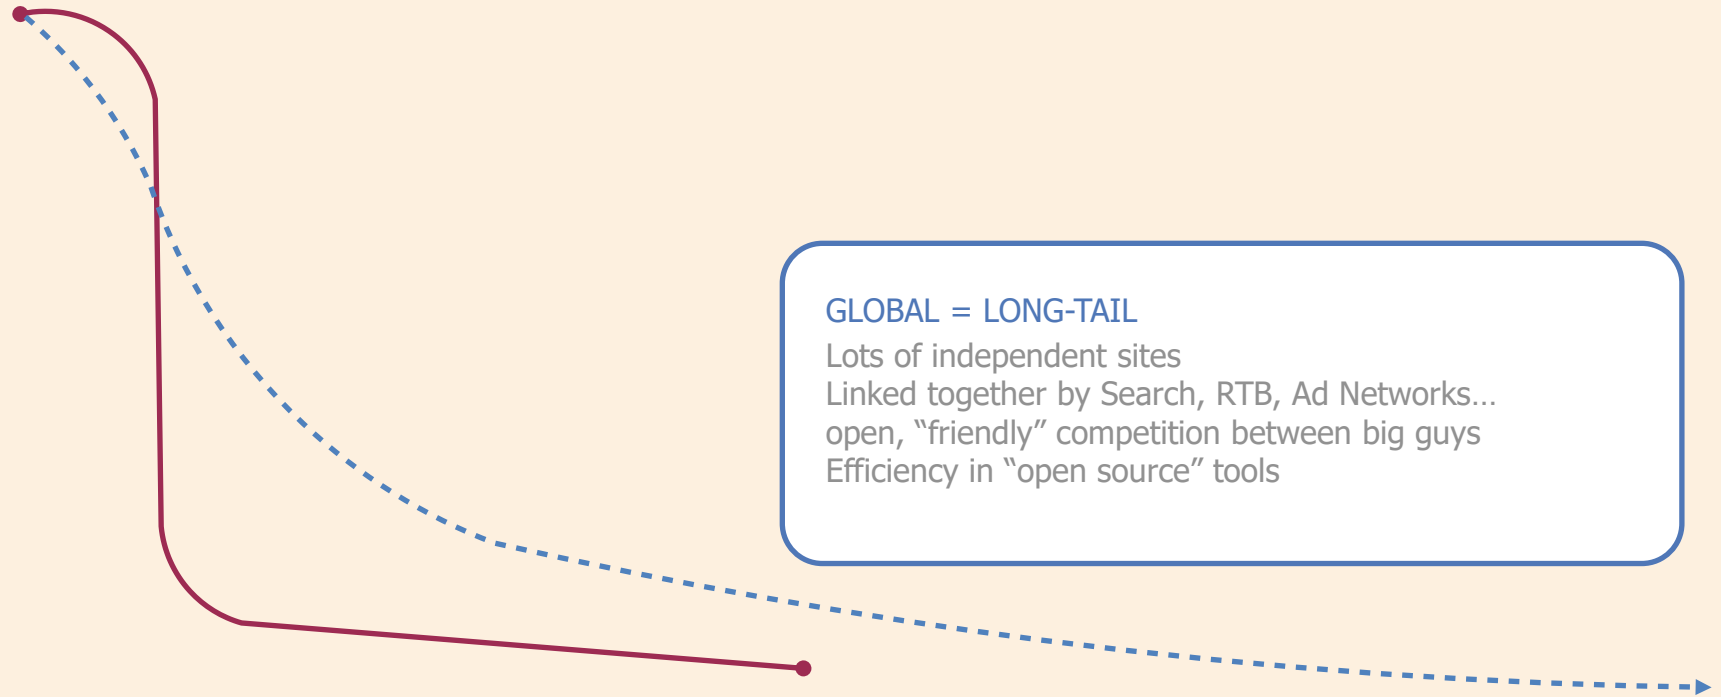 GLOBAL = LONG-TAIL
Lots of independent sites
Linked together by Search, RTB, Ad Networks…
open, “friendly” competition between big guys
Efficiency in “open source” tools